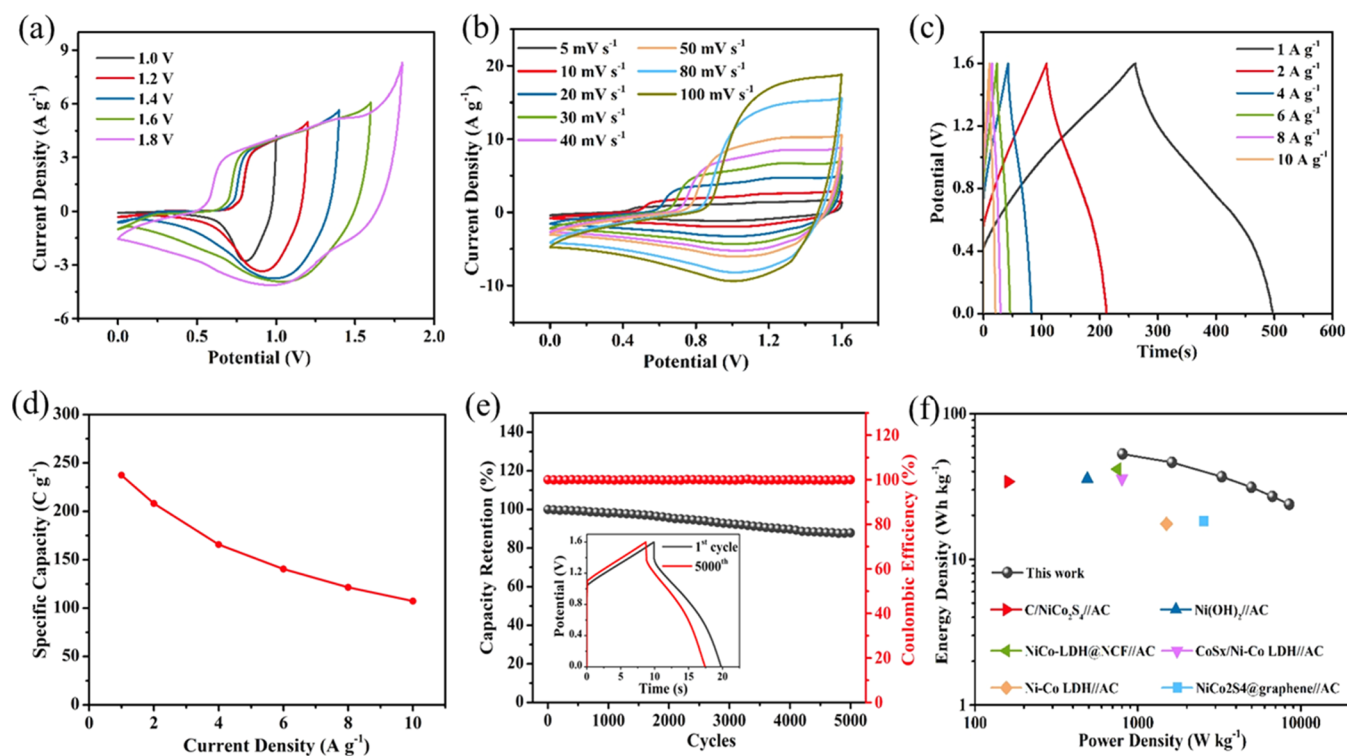 (a)
9
6
3
0
-3
-6
Current Density (A g⁻¹)
1.0 V
1.2 V
1.4 V
1.6 V
1.8 V
0.0 0.5 1.0 1.5 2.0
Potential (V)
(b)
20
10
0
-10
Current Density (A g⁻¹)
5 mV s⁻¹ 50 mV s⁻¹
10 mV s⁻¹ 80 mV s⁻¹
20 mV s⁻¹ 100 mV s⁻¹
30 mV s⁻¹
40 mV s⁻¹
0.0 0.4 0.8 1.2 1.6
Potential (V)
(c)
1.6
1.2
0.8
0.4
0.0
Potential (V)
1 A g⁻¹
2 A g⁻¹
4 A g⁻¹
6 A g⁻¹
8 A g⁻¹
10 A g⁻¹
0 100 200 300 400 500 600
Time(s)
(d)
300
250
200
150
100
50
0
Specific Capacity (C g⁻¹)
2 4 6 8 10
Current Density (A g⁻¹)
(e)
140
120
100
80
60
40
20
0
Capacity Retention (%)
120
100
80
60
40
20
0
Coulombic Efficiency (%)
1.6
1.2
0.8
0.4
0.0
Potential (V)
1ˢᵗ cycle
5000ᵗʰ
0 5 10 15 20
Time (s)
0 1000 2000 3000 4000 5000
Cycles
(f)
100
10
1
Energy Density (Wh kg⁻¹)
This work
C/NiCo₂S₄//AC Ni(OH)₂//AC
NiCo-LDH@NCF//AC CoSx/Ni-Co LDH//AC
Ni-Co LDH//AC NiCo2S4@graphene//AC
100 1000 10000
Power Density (W kg⁻¹)